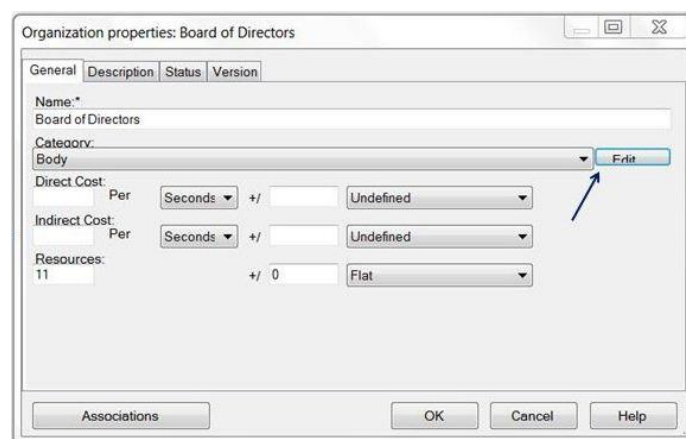 Organization properties: Board of Directors
General Description Status Version
Name:*
Board of Directors
Category:
Body Edit...
Direct Cost:
Per Seconds +/ Undefined
Indirect Cost:
Per Seconds +/ Undefined
Resources:
11 +/ 0 Flat
Associations OK Cancel Help